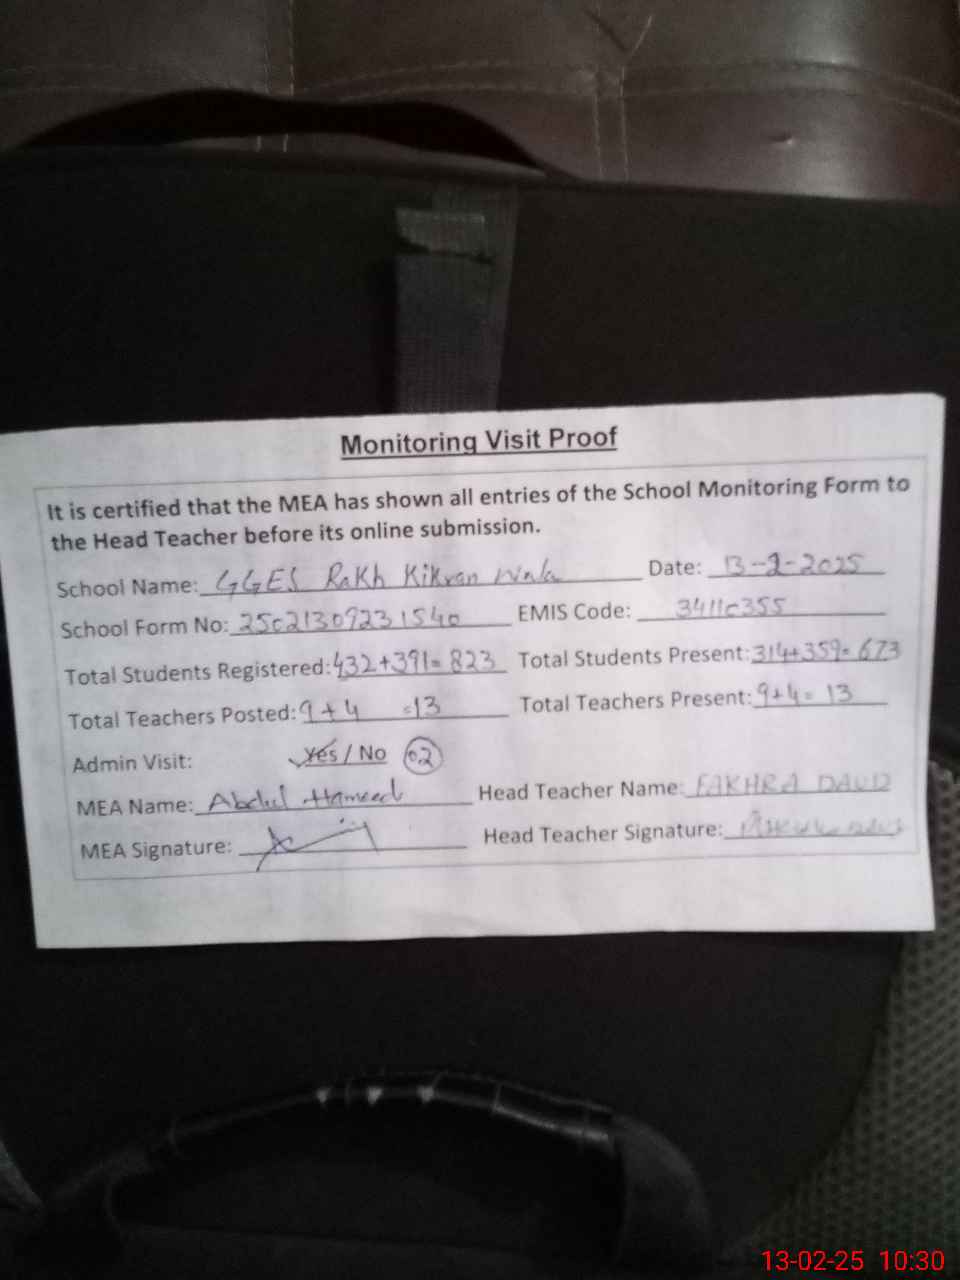 Monitoring Visit Proof
It is certified that the MEA has shown all entries of the School Monitoring Form to
the Head Teacher before its online submission.
School Name: GGES Rakh Kikran Wala Date: 13-2-2025
School Form No: 25021309231540 EMIS Code: 34110355
Total Students Registered: 432+391=823 Total Students Present: 314+359=673
Total Teachers Posted: 9+4 =13 Total Teachers Present: 9+4=13
Admin Visit: Yes / No 02
MEA Name: Abdul Hameed Head Teacher Name: FAKHRA DAUD
MEA Signature: Head Teacher Signature:
13-02-25 10:30